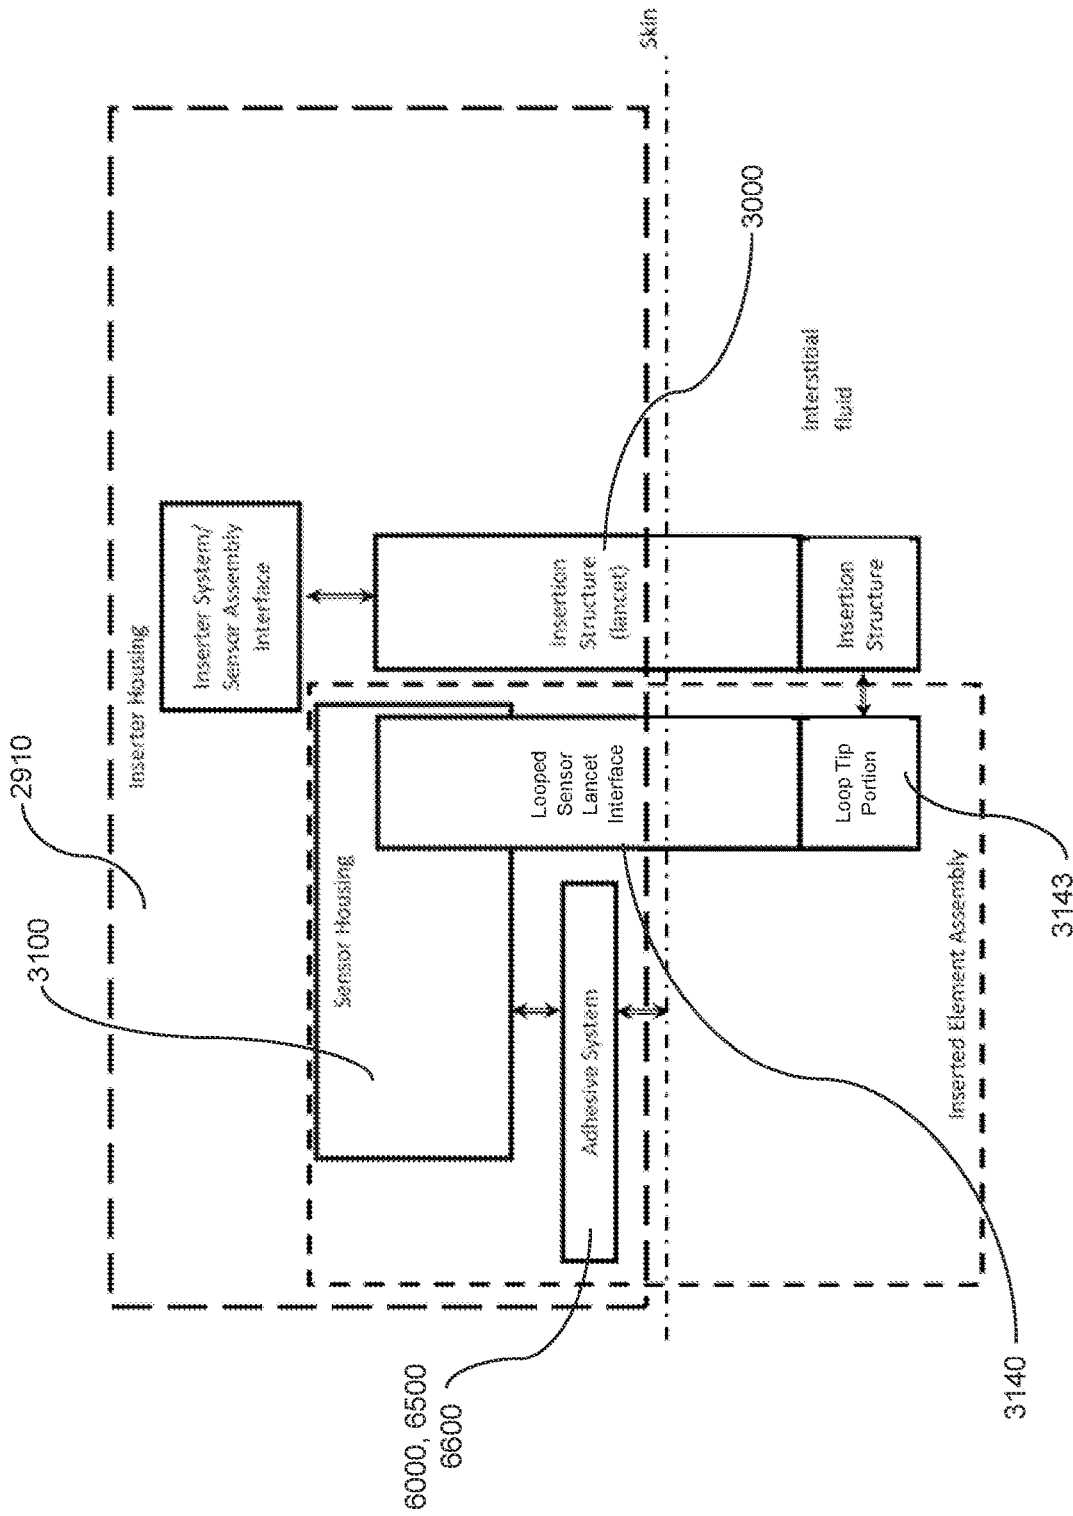 2910
3100
Inserter Housing
Inserter System/
Sensor Assembly
Interface
Skin
3000
Sensor Housing
Looped
Sensor
Lancet
Interface
Insertion
Structure
(lancet)
Adhesive System
6000, 6500
6600
Interstitial
fluid
Loop Tip
Portion
Insertion
Structure
Inserted Element Assembly
3140
3143